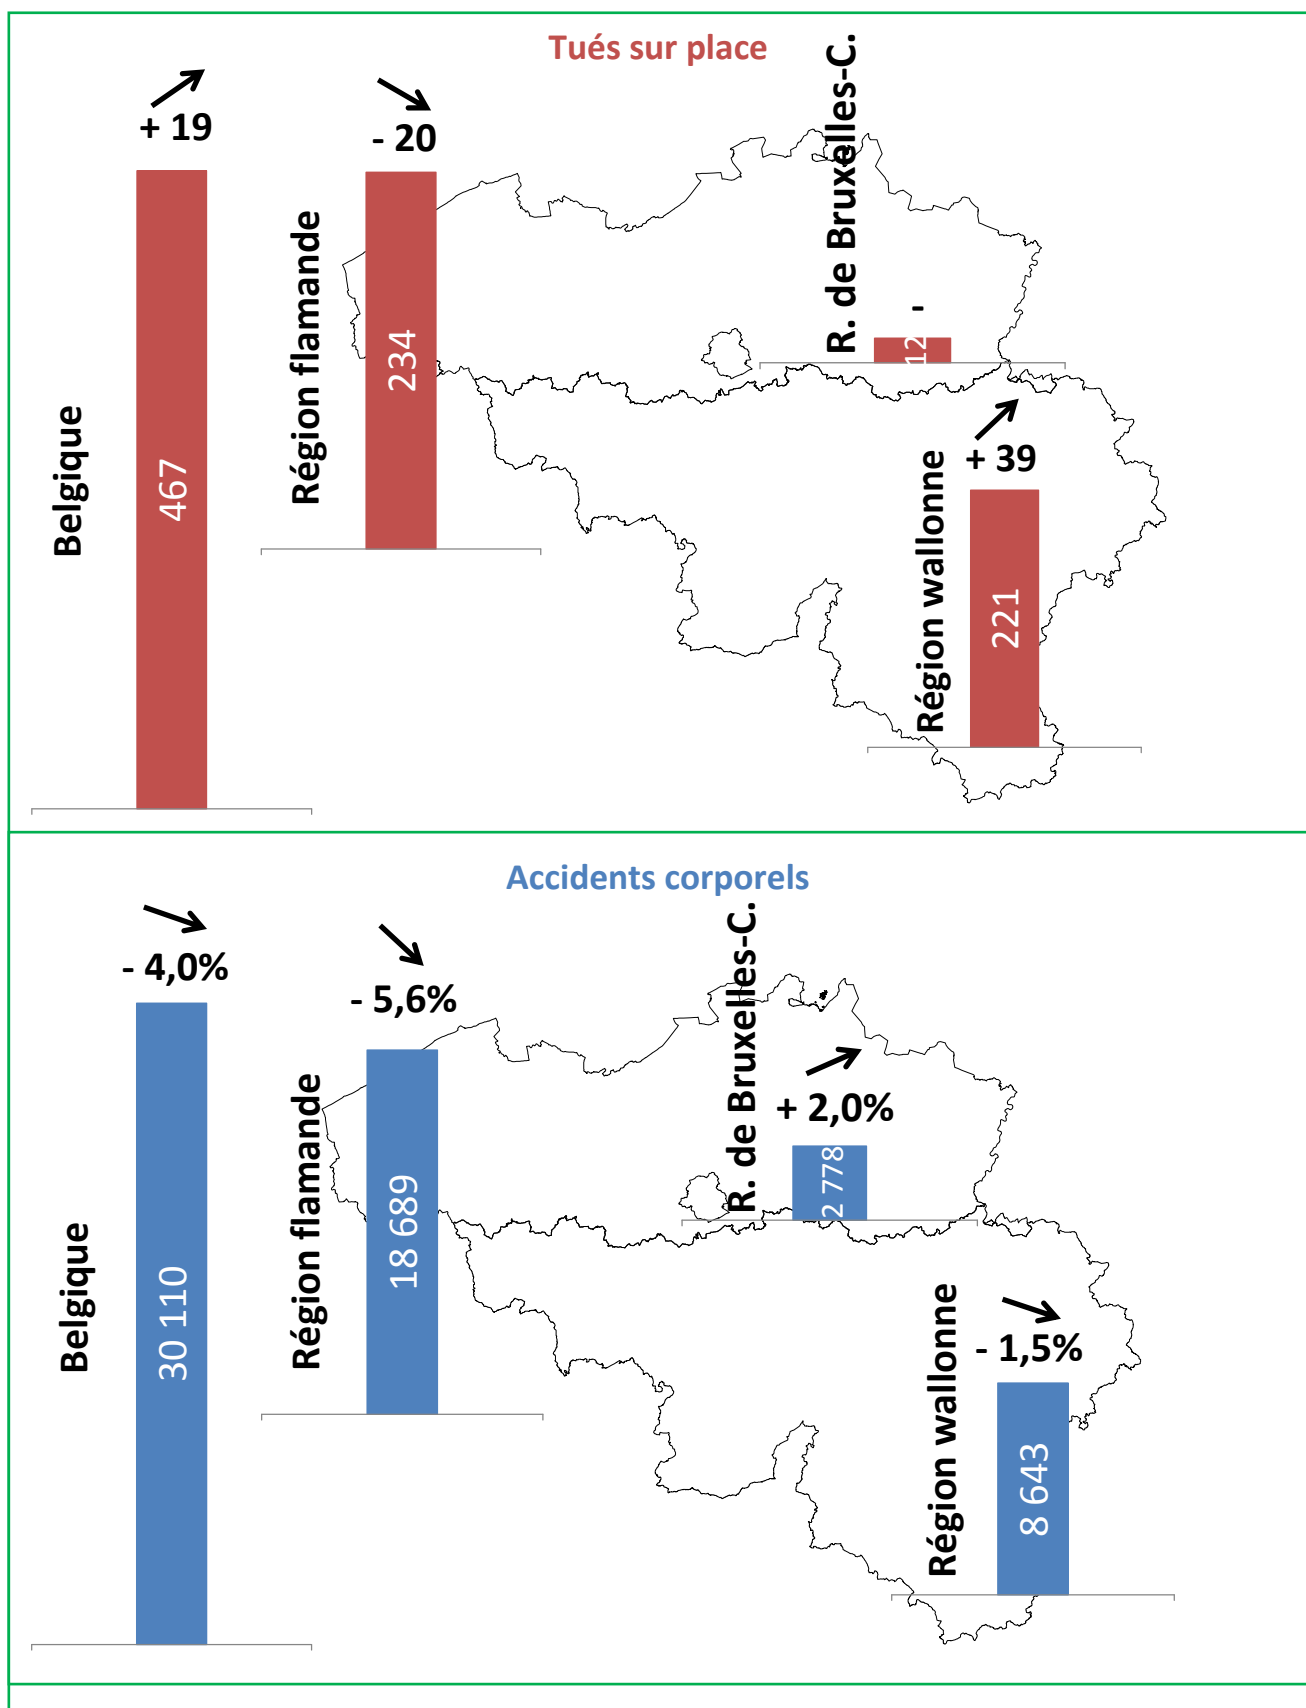 Tués sur place
+ 19
- 20
R. de Bruxelles-C.
-
12
Région flamande
234
Belgique
467
+ 39
Région wallonne
221
Accidents corporels
- 4,0%
- 5,6%
R. de Bruxelles-C.
+ 2,0%
2 778
Région flamande
18 689
Belgique
30 110
- 1,5%
Région wallonne
8 643